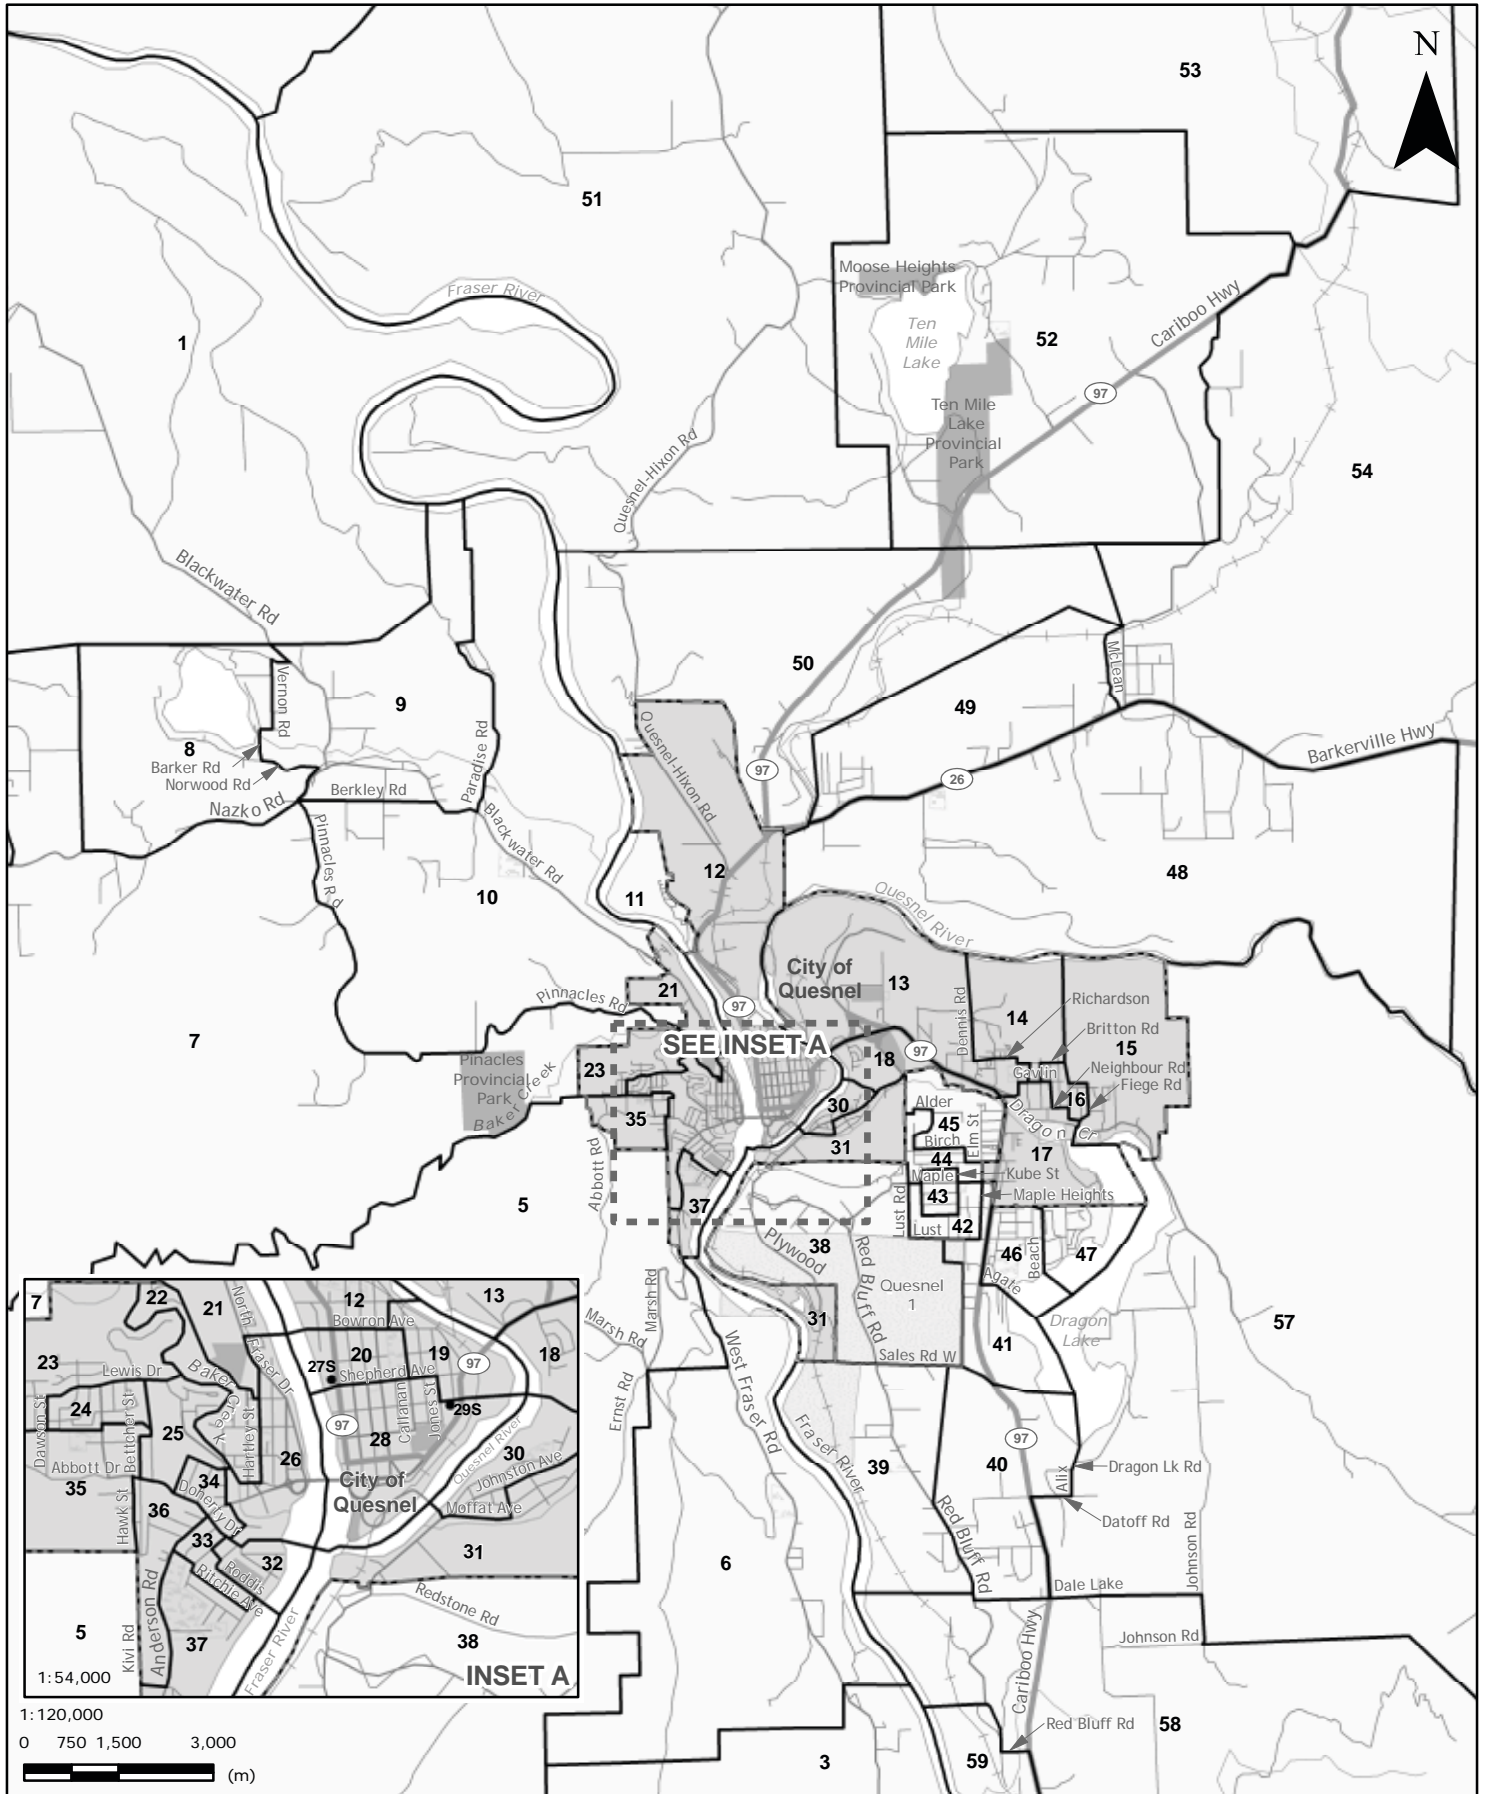 N
53
51
Fraser River
Moose Heights
Provincial Park
Ten
Mile
Lake
52
Cariboo Hwy
1
97
Ten Mile
Lake
Provincial
Park
Quesnel-Hixon Rd
54
Blackwater Rd
50
McLean
Vernon Rd
9
49
8
Barker Rd
Norwood Rd
Paradise Rd
Quesnel-Hixon Rd
97
26
Barkerville Hwy
Nazko Rd
Berkley Rd
Pinnacles Rd
Blackwater Rd
12
48
10
11
Quesnel River
City of
Quesnel
13
21
Pinnacles Rd
97
Dennis Rd
14
Richardson
Britton Rd
15
7
SEE INSET A
18
97
Gavlin
Neighbour Rd
Fiege Rd
16
Pinacles
Provincial
Park
Baker Creek
23
30
Alder
45
Birch
Elm St
Dragon Cr
35
31
44
17
Maple
Kube St
Abbott Rd
5
37
Lust Rd
43
Maple Heights
Lust
42
38
Plywood
Red Bluff Rd
46
Beach
47
Agate
Quesnel
1
31
Marsh Rd
Marsh Rd
Dragon
Lake
57
41
Sales Rd W
West Fraser Rd
Ernst Rd
Fraser River
39
97
40
Alix
Dragon Lk Rd
Datoff Rd
Red Bluff Rd
Johnson Rd
6
Dale Lake
Cariboo Hwy
Johnson Rd
Red Bluff Rd
58
3
59
7
22
21
North Fraser Dr
12
Bowron Ave
13
23
Lewis Dr
Baker Creek
27S
20
Shepherd Ave
19
97
18
Dawson St
24
Bettcher St
25
Hartley St
26
97
28
Callanan
Jones St
29S
Quesnel River
30
Abbott Dr
35
34
Doherty Dr
City of
Quesnel
Johnston Ave
Moffat Ave
Hawk St
36
33
32
Roddis
Ritchie Ave
31
Redstone Rd
5
Kivi Rd
Anderson Rd
37
Fraser River
38
1:54,000
INSET A
1:120,000
0 750 1,500 3,000
(m)